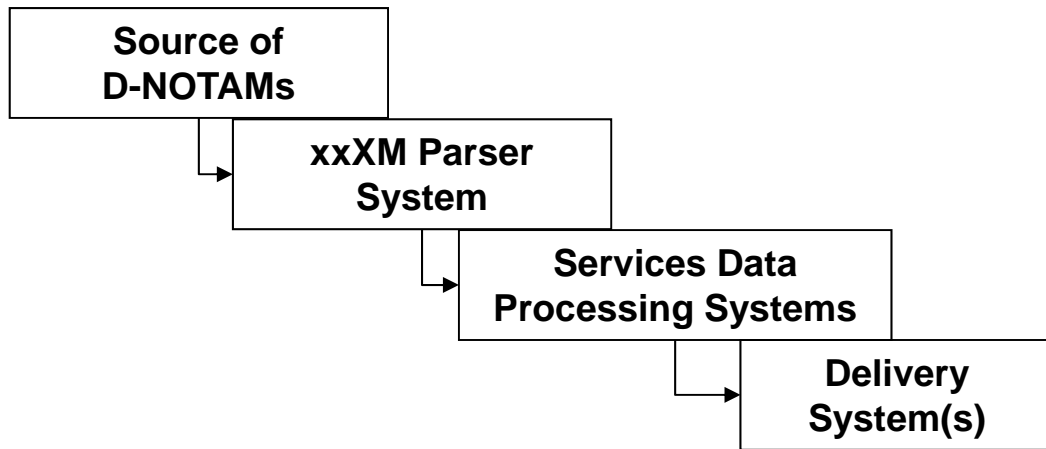 Source of
D-NOTAMs
xxXM Parser
System
Services Data
Processing Systems
Delivery
System(s)